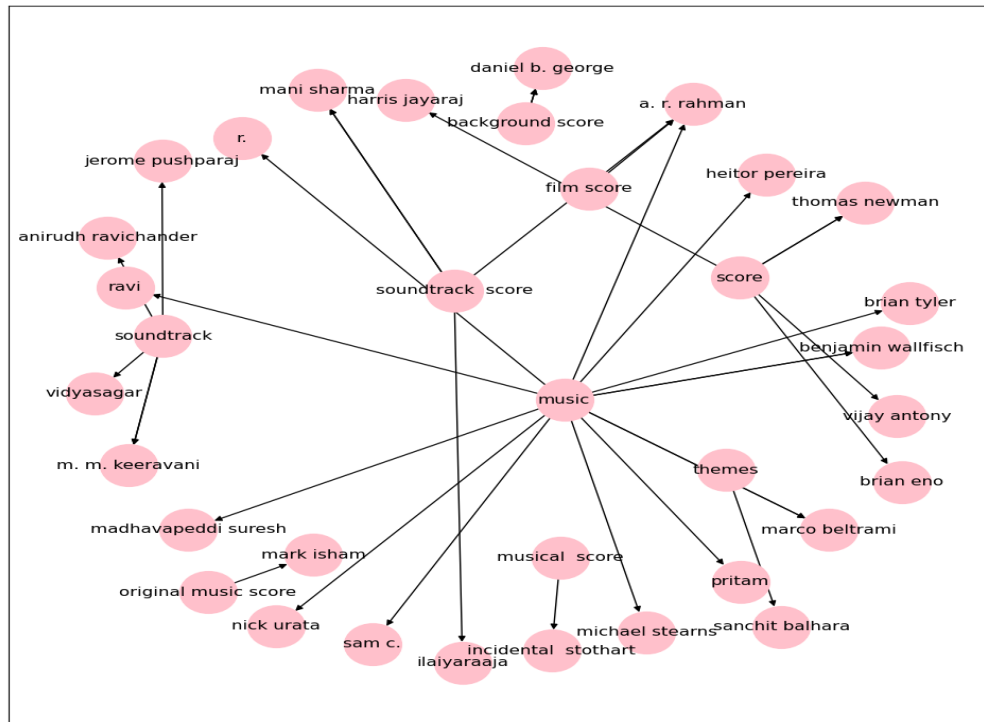 daniel b. george
mani sharma
harris jayaraj
a. r. rahman
background score
r.
jerome pushparaj
heitor pereira
film score
thomas newman
anirudh ravichander
score
ravi
soundtrack  score
brian tyler
soundtrack
benjamin wallfisch
vidyasagar
music
vijay antony
m. m. keeravani
themes
brian eno
madhavapeddi suresh
marco beltrami
mark isham
musical  score
original music score
pritam
nick urata
michael stearns
sanchit balhara
sam c.
incidental  stothart
ilaiyaraaja